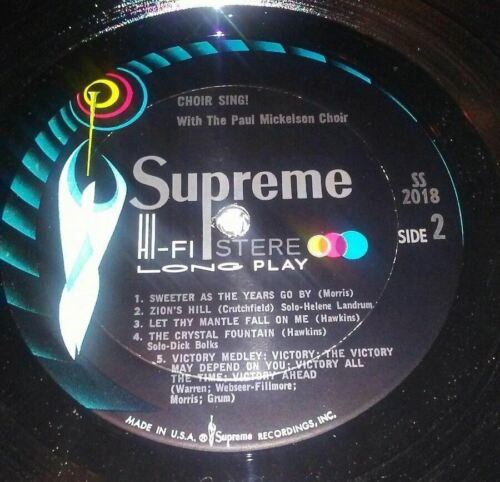 CHOIR SING!
With The Paul Mickelson Choir
Supreme
SS
2018
HI-FI STEREO
SIDE 2
LONG PLAY
1. SWEETER AS THE YEARS GO BY (Morris)
2. ZION'S HILL (Crutchfield) Solo-Helene Landrum
3. LET THY MANTLE FALL ON ME (Hawkins)
4. THE CRYSTAL FOUNTAIN (Hawkins)
Solo-Dick Bolks
5. VICTORY MEDLEY: VICTORY; THE VICTORY
MAY DEPEND ON YOU; VICTORY ALL
THE TIME; VICTORY AHEAD
(Warren; Webseer-Fillmore;
Morris; Grum)
MADE IN U.S.A. ® Supreme RECORDINGS, INC.